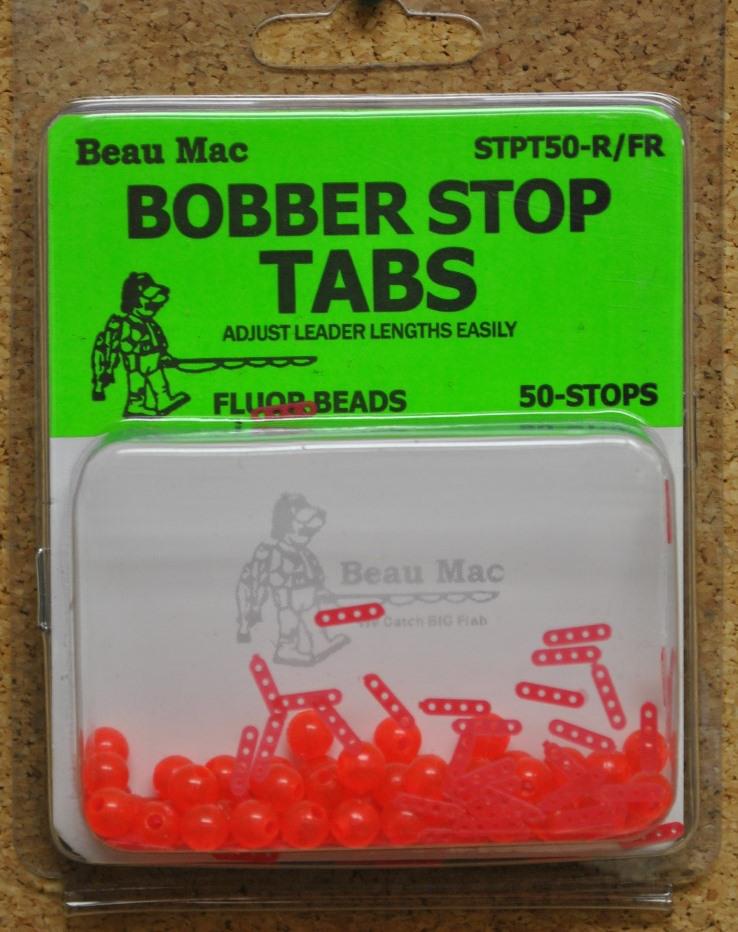 Beau Mac
STPT50-R/FR
BOBBER STOP
TABS
ADJUST LEADER LENGTHS EASILY
FLUOR BEADS
50-STOPS
Beau Mac
We Catch BIG Fish